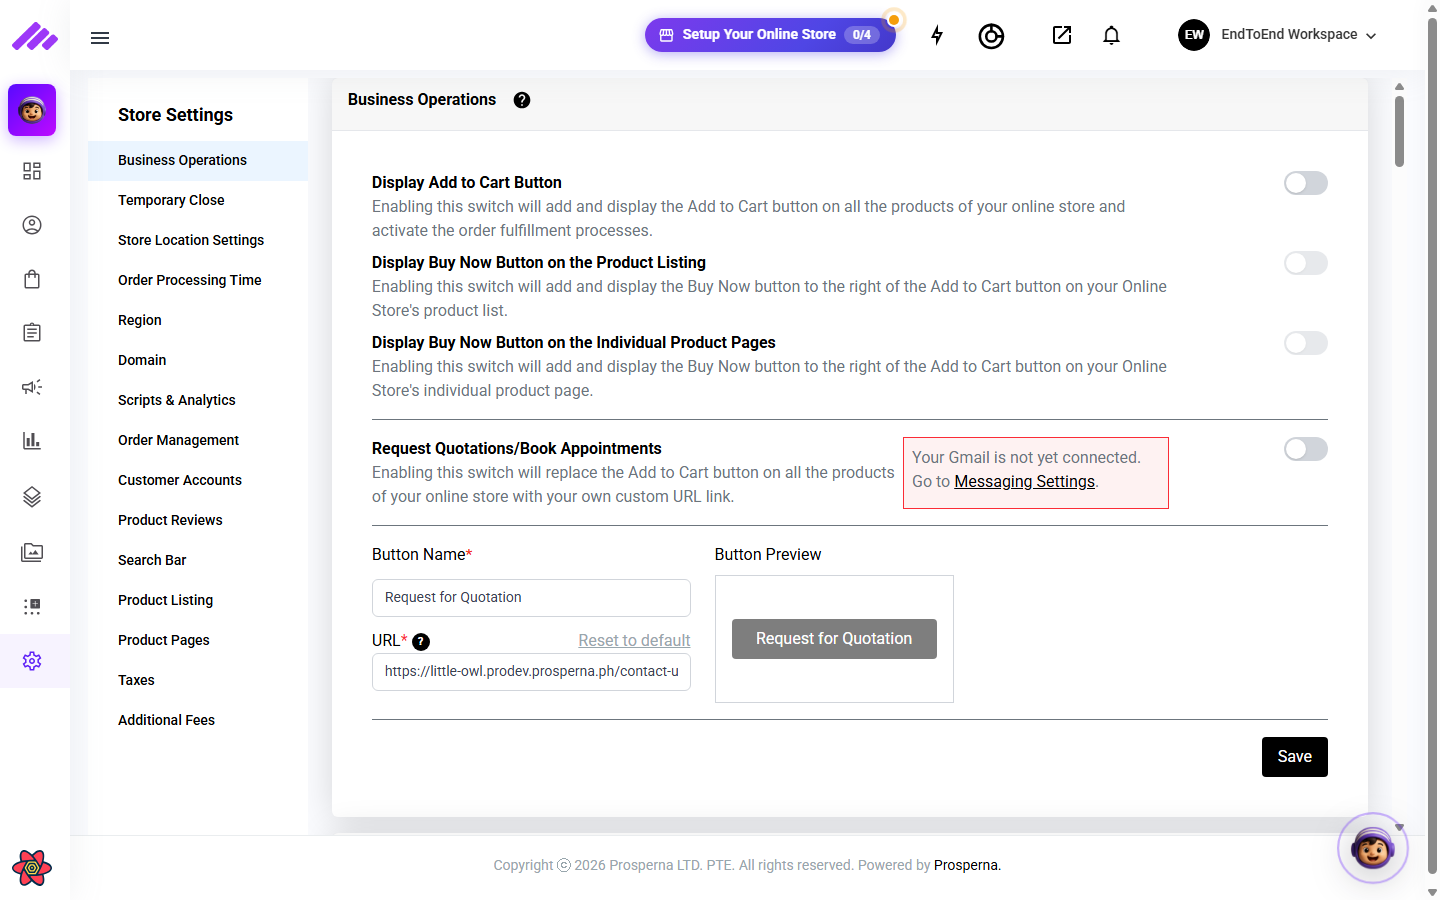 Setup Your Online Store 0/4
EW EndToEnd Workspace
Store Settings
Business Operations
Temporary Close
Store Location Settings
Order Processing Time
Region
Domain
Scripts & Analytics
Order Management
Customer Accounts
Product Reviews
Search Bar
Product Listing
Product Pages
Taxes
Additional Fees
Business Operations ?
Display Add to Cart Button
Enabling this switch will add and display the Add to Cart button on all the products of your online store and
activate the order fulfillment processes.
Display Buy Now Button on the Product Listing
Enabling this switch will add and display the Buy Now button to the right of the Add to Cart button on your Online
Store's product list.
Display Buy Now Button on the Individual Product Pages
Enabling this switch will add and display the Buy Now button to the right of the Add to Cart button on your Online
Store's individual product page.
Request Quotations/Book Appointments
Enabling this switch will replace the Add to Cart button on all the products
of your online store with your own custom URL link.
Your Gmail is not yet connected.
Go to Messaging Settings.
Button Name*
Request for Quotation
URL* ? Reset to default
https://little-owl.prodev.prosperna.ph/contact-u
Button Preview
Request for Quotation
Save
Copyright © 2026 Prosperna LTD. PTE. All rights reserved. Powered by Prosperna.